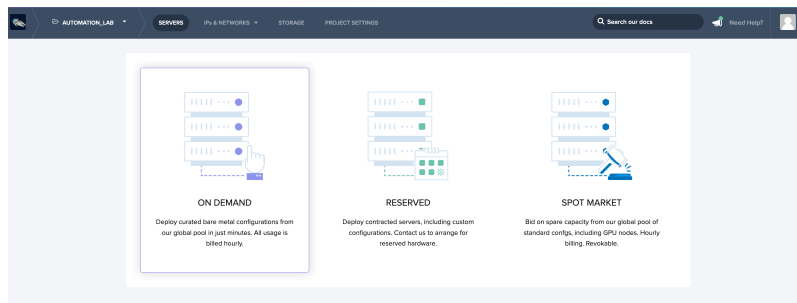 AUTOMATION_LAB
SERVERS
IPs & NETWORKS
STORAGE
PROJECT SETTINGS
Search our docs
Need Help?
ON DEMAND
Deploy curated bare metal configurations from
our global pool in just minutes. All usage is
billed hourly.
RESERVED
Deploy contracted servers, including custom
configurations. Contact us to arrange for
reserved hardware.
SPOT MARKET
Bid on spare capacity from our global pool of
standard confgs, including GPU nodes. Hourly
billing. Revokable.